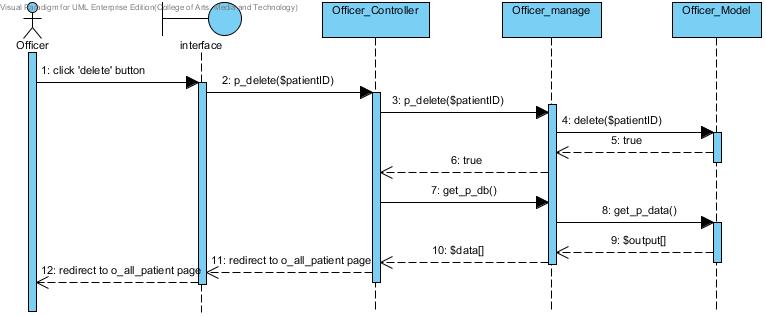 Visual Paradigm for UML Enterprise Edition(College of Arts, Media and Technology)
Officer_Controller
Officer_manage
Officer_Model
Officer
interface
1: click 'delete' button
2: p_delete($patientID)
3: p_delete($patientID)
4: delete($patientID)
5: true
6: true
7: get_p_db()
8: get_p_data()
9: $output[]
10: $data[]
11: redirect to o_all_patient page
12: redirect to o_all_patient page